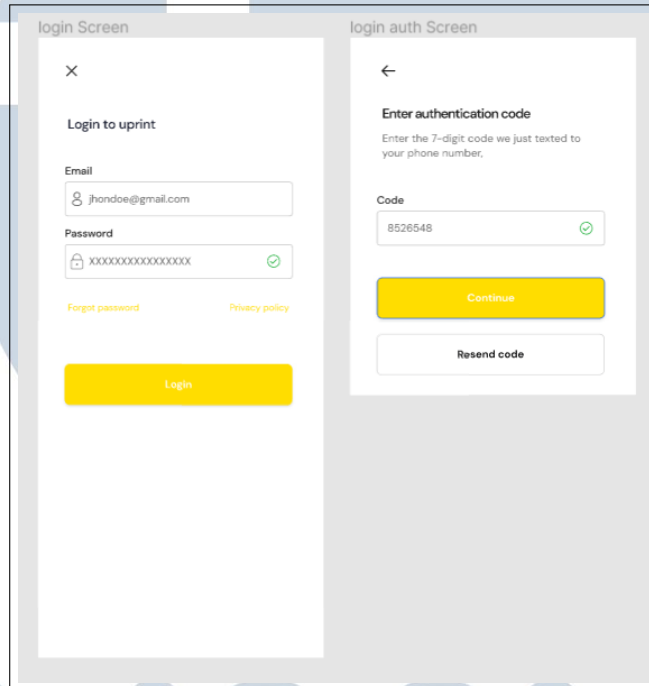 login Screen
Login to uprint
Email
jhondoe@gmail.com
Password
XXXXXXXXXXXXXXXX
Forgot password
Privacy policy
Login
login auth Screen
Enter authentication code
Enter the 7-digit code we just texted to
your phone number,
Code
8526548
Continue
Resend code